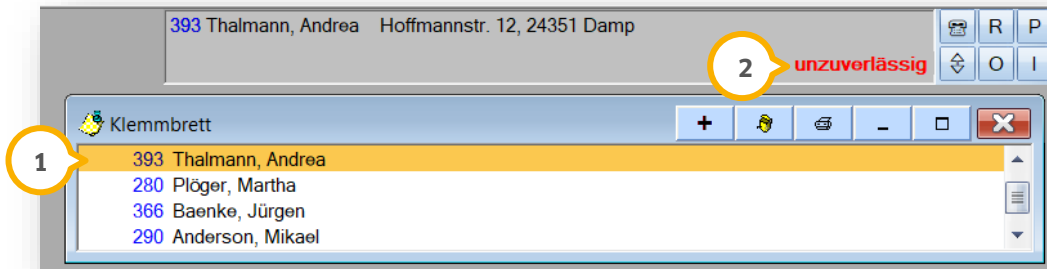 393 Thalmann, Andrea Hoffmannstr. 12, 24351 Damp
R P
2 unzuverlässig O I
Klemmbrett
1 393 Thalmann, Andrea
280 Plöger, Martha
366 Baenke, Jürgen
290 Anderson, Mikael